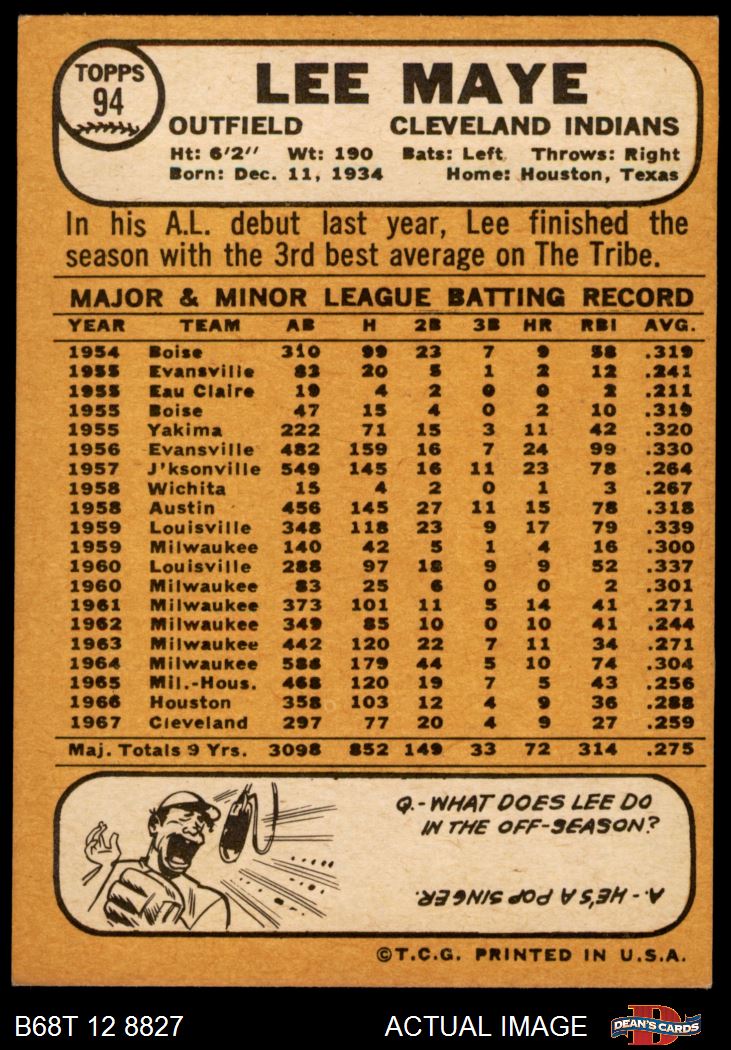 TOPPS
94
LEE MAYE
OUTFIELD CLEVELAND INDIANS
Ht: 6'2" Wt: 190 Bats: Left Throws: Right
Born: Dec. 11, 1934 Home: Houston, Texas
In his A.L. debut last year, Lee finished the
season with the 3rd best average on The Tribe.
MAJOR & MINOR LEAGUE BATTING RECORD
YEAR TEAM AB H 2B 3B HR RBI AVG.
1954 Boise 310 99 23 7 9 58 .319
1955 Evansville 83 20 5 1 2 12 .241
1955 Eau Claire 19 4 2 0 0 2 .211
1955 Boise 47 15 4 0 2 10 .319
1955 Yakima 222 71 15 3 11 42 .320
1956 Evansville 482 159 16 7 24 99 .330
1957 J'ksonville 549 145 16 11 23 78 .264
1958 Wichita 15 4 2 0 1 3 .267
1958 Austin 456 145 27 11 15 78 .318
1959 Louisville 348 118 23 9 17 79 .339
1959 Milwaukee 140 42 5 1 4 16 .300
1960 Louisville 288 97 18 9 9 52 .337
1960 Milwaukee 83 25 6 0 0 2 .301
1961 Milwaukee 373 101 11 5 14 41 .271
1962 Milwaukee 349 85 10 0 10 41 .244
1963 Milwaukee 442 120 22 7 11 34 .271
1964 Milwaukee 588 179 44 5 10 74 .304
1965 Mil.-Hous. 468 120 19 7 5 43 .256
1966 Houston 358 103 12 4 9 36 .288
1967 Cleveland 297 77 20 4 9 27 .259
Maj. Totals 9 Yrs. 3098 852 149 33 72 314 .275
Q.- WHAT DOES LEE DO
IN THE OFF-SEASON?
A.- HE'S A POP SINGER.
©T.C.G. PRINTED IN U.S.A.
B68T 12 8827 ACTUAL IMAGE D DEAN'S CARDS